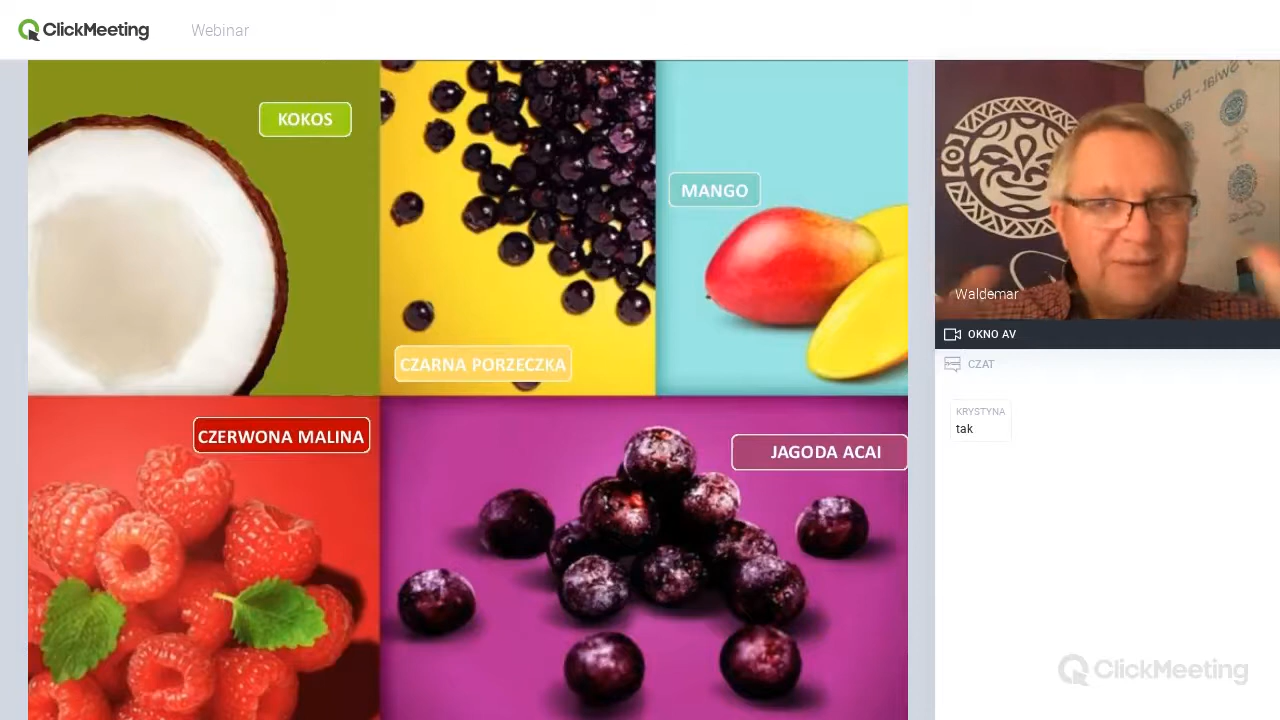 ClickMeeting
Webinar
KOKOS
MANGO
CZARNA PORZECZKA
CZERWONA MALINA
JAGODA ACAI
Waldemar
OKNO AV
CZAT
KRYSTYNA
tak
ClickMeeting